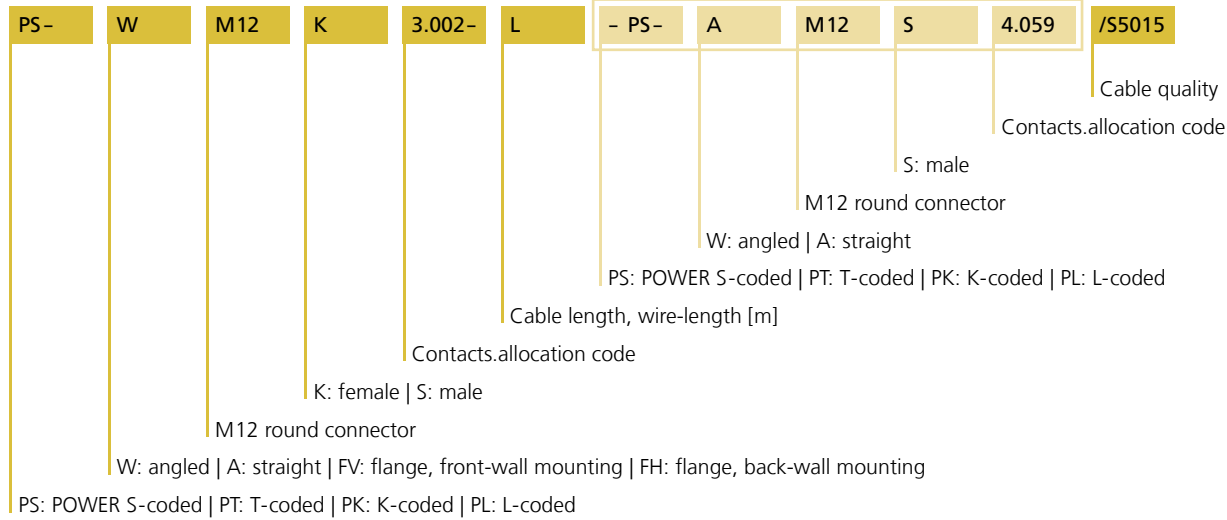 PS– W M12 K 3.002– L – PS– A M12 S 4.059 /S5015
Cable quality
Contacts.allocation code
S: male
M12 round connector
W: angled | A: straight
PS: POWER S-coded | PT: T-coded | PK: K-coded | PL: L-coded
Cable length, wire-length [m]
Contacts.allocation code
K: female | S: male
M12 round connector
W: angled | A: straight | FV: flange, front-wall mounting | FH: flange, back-wall mounting
PS: POWER S-coded | PT: T-coded | PK: K-coded | PL: L-coded